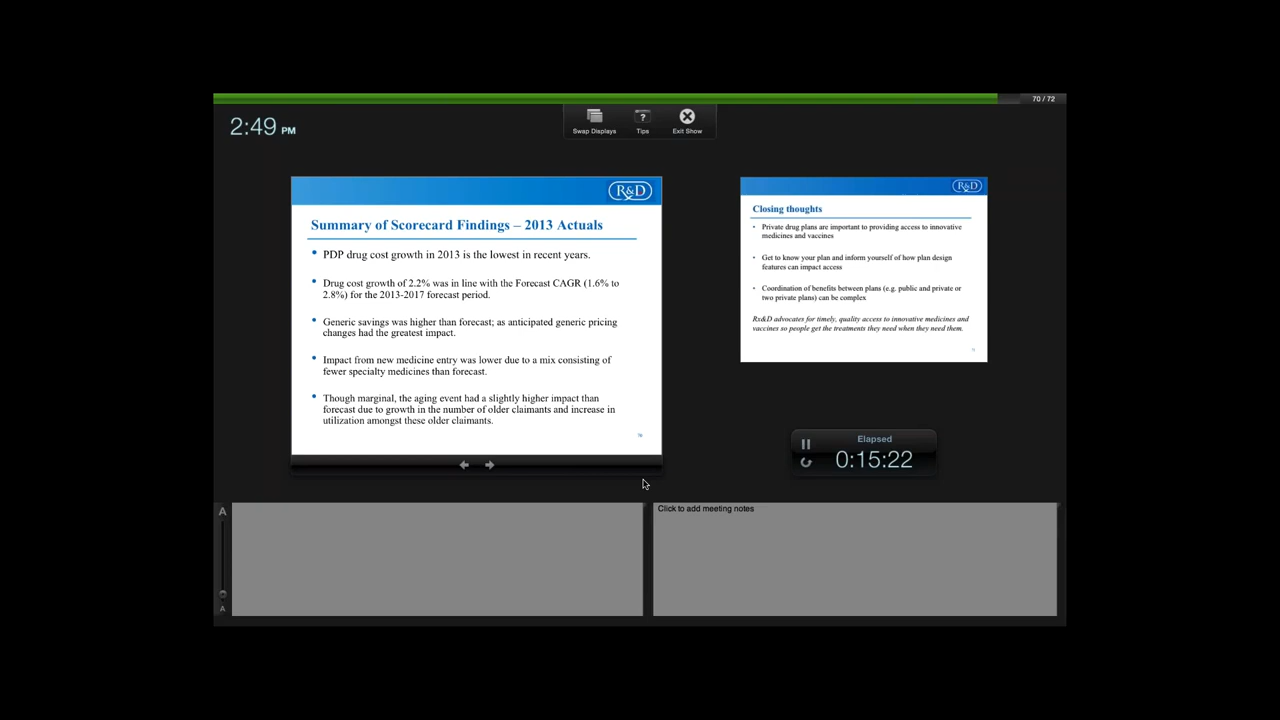 70 / 72
2:49 PM
Swap Displays
Tips
Exit Show
R&D
Summary of Scorecard Findings – 2013 Actuals
• PDP drug cost growth in 2013 is the lowest in recent years.
• Drug cost growth of 2.2% was in line with the Forecast CAGR (1.6% to
2.8%) for the 2013-2017 forecast period.
• Generic savings was higher than forecast; as anticipated generic pricing
changes had the greatest impact.
• Impact from new medicine entry was lower due to a mix consisting of
fewer specialty medicines than forecast.
• Though marginal, the aging event had a slightly higher impact than
forecast due to growth in the number of older claimants and increase in
utilization amongst these older claimants.
R&D
Closing thoughts
• Private drug plans are important to providing access to innovative
medicines and vaccines
• Get to know your plan and inform yourself of how plan design
features can impact access
• Coordination of benefits between plans (e.g. public and private or
two private plans) can be complex
Rx&D advocates for timely, quality access to innovative medicines and
vaccines so people get the treatments they need when they need them.
Elapsed
0:15:22
A
A
Click to add meeting notes